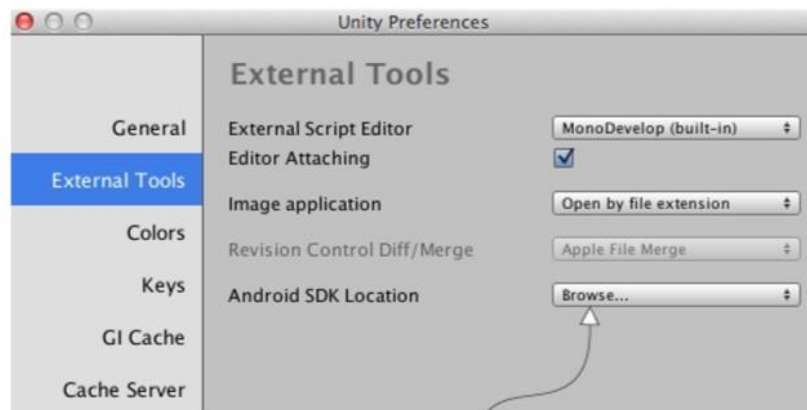 Unity Preferences
External Tools
General
External Tools
Colors
Keys
GI Cache
Cache Server
External Script Editor MonoDevelop (built-in)
Editor Attaching
Image application Open by file extension
Revision Control Diff/Merge Apple File Merge
Android SDK Location Browse...